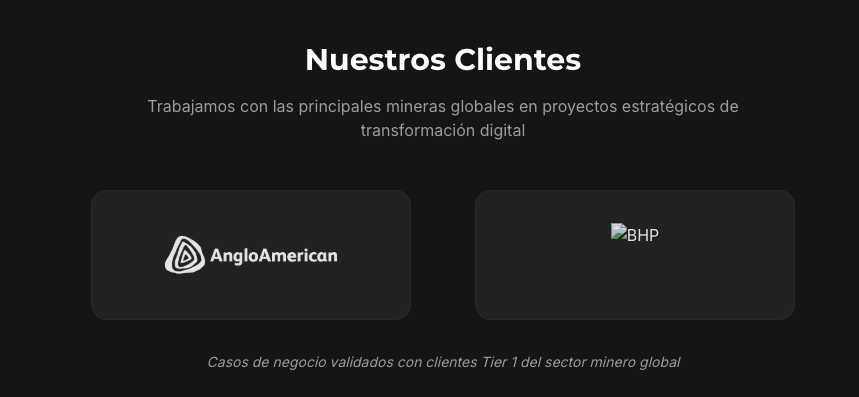 Nuestros Clientes
Trabajamos con las principales mineras globales en proyectos estratégicos de
transformación digital
AngloAmerican
BHP
Casos de negocio validados con clientes Tier 1 del sector minero global